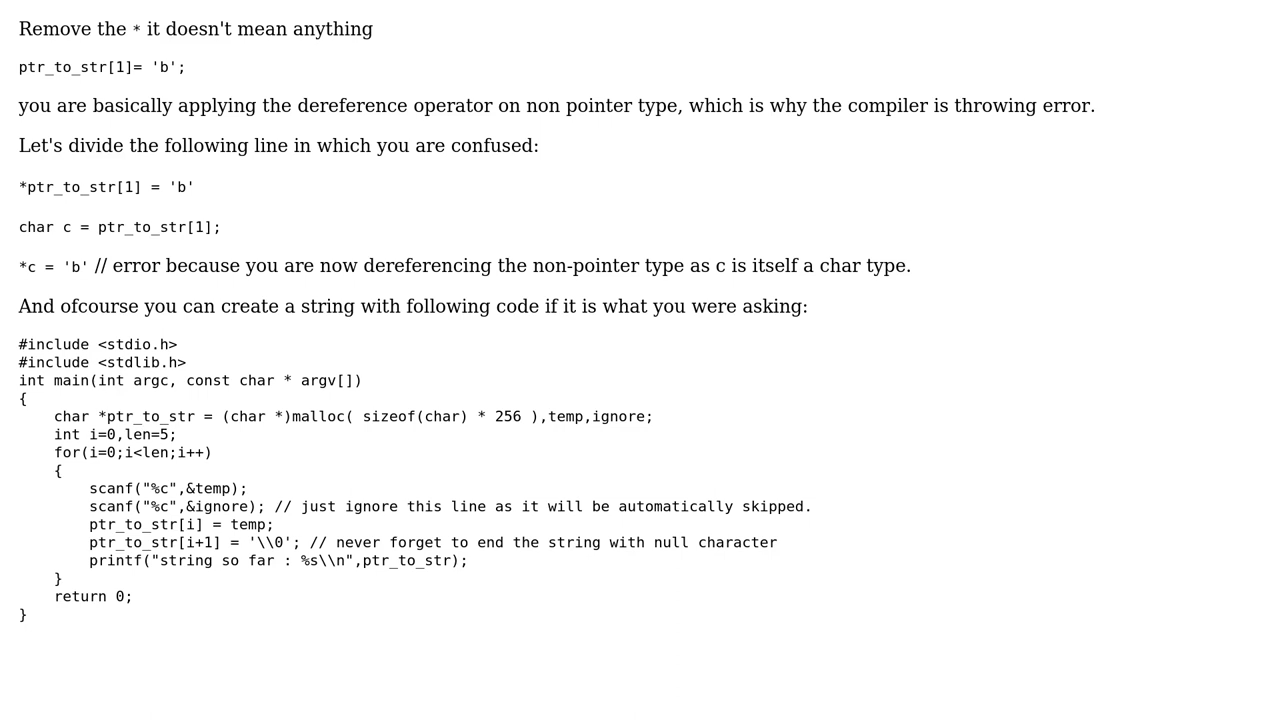 Remove the * it doesn't mean anything
ptr_to_str[1]= 'b';
you are basically applying the dereference operator on non pointer type, which is why the compiler is throwing error.
Let's divide the following line in which you are confused:
*ptr_to_str[1] = 'b'
char c = ptr_to_str[1];
*c = 'b' // error because you are now dereferencing the non-pointer type as c is itself a char type.
And ofcourse you can create a string with following code if it is what you were asking:
#include <stdio.h>
#include <stdlib.h>
int main(int argc, const char * argv[])
{
    char *ptr_to_str = (char *)malloc( sizeof(char) * 256 ),temp,ignore;
    int i=0,len=5;
    for(i=0;i<len;i++)
    {
        scanf("%c",&temp);
        scanf("%c",&ignore); // just ignore this line as it will be automatically skipped.
        ptr_to_str[i] = temp;
        ptr_to_str[i+1] = '\\0'; // never forget to end the string with null character
        printf("string so far : %s\\n",ptr_to_str);
    }
    return 0;
}